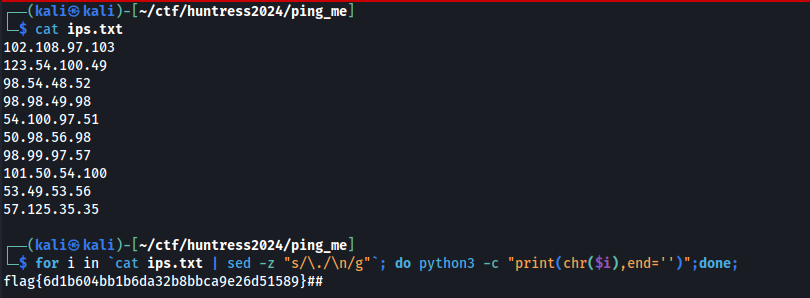 ┌──(kali㉿kali)-[~/ctf/huntress2024/ping_me]
└─$ cat ips.txt
102.108.97.103
123.54.100.49
98.54.48.52
98.98.49.98
54.100.97.51
50.98.56.98
98.99.97.57
101.50.54.100
53.49.53.56
57.125.35.35
┌──(kali㉿kali)-[~/ctf/huntress2024/ping_me]
└─$ for i in `cat ips.txt | sed -z "s/\./\n/g"`; do python3 -c "print(chr($i),end='')";done;
flag{6d1b604bb1b6da32b8bbca9e26d51589}##